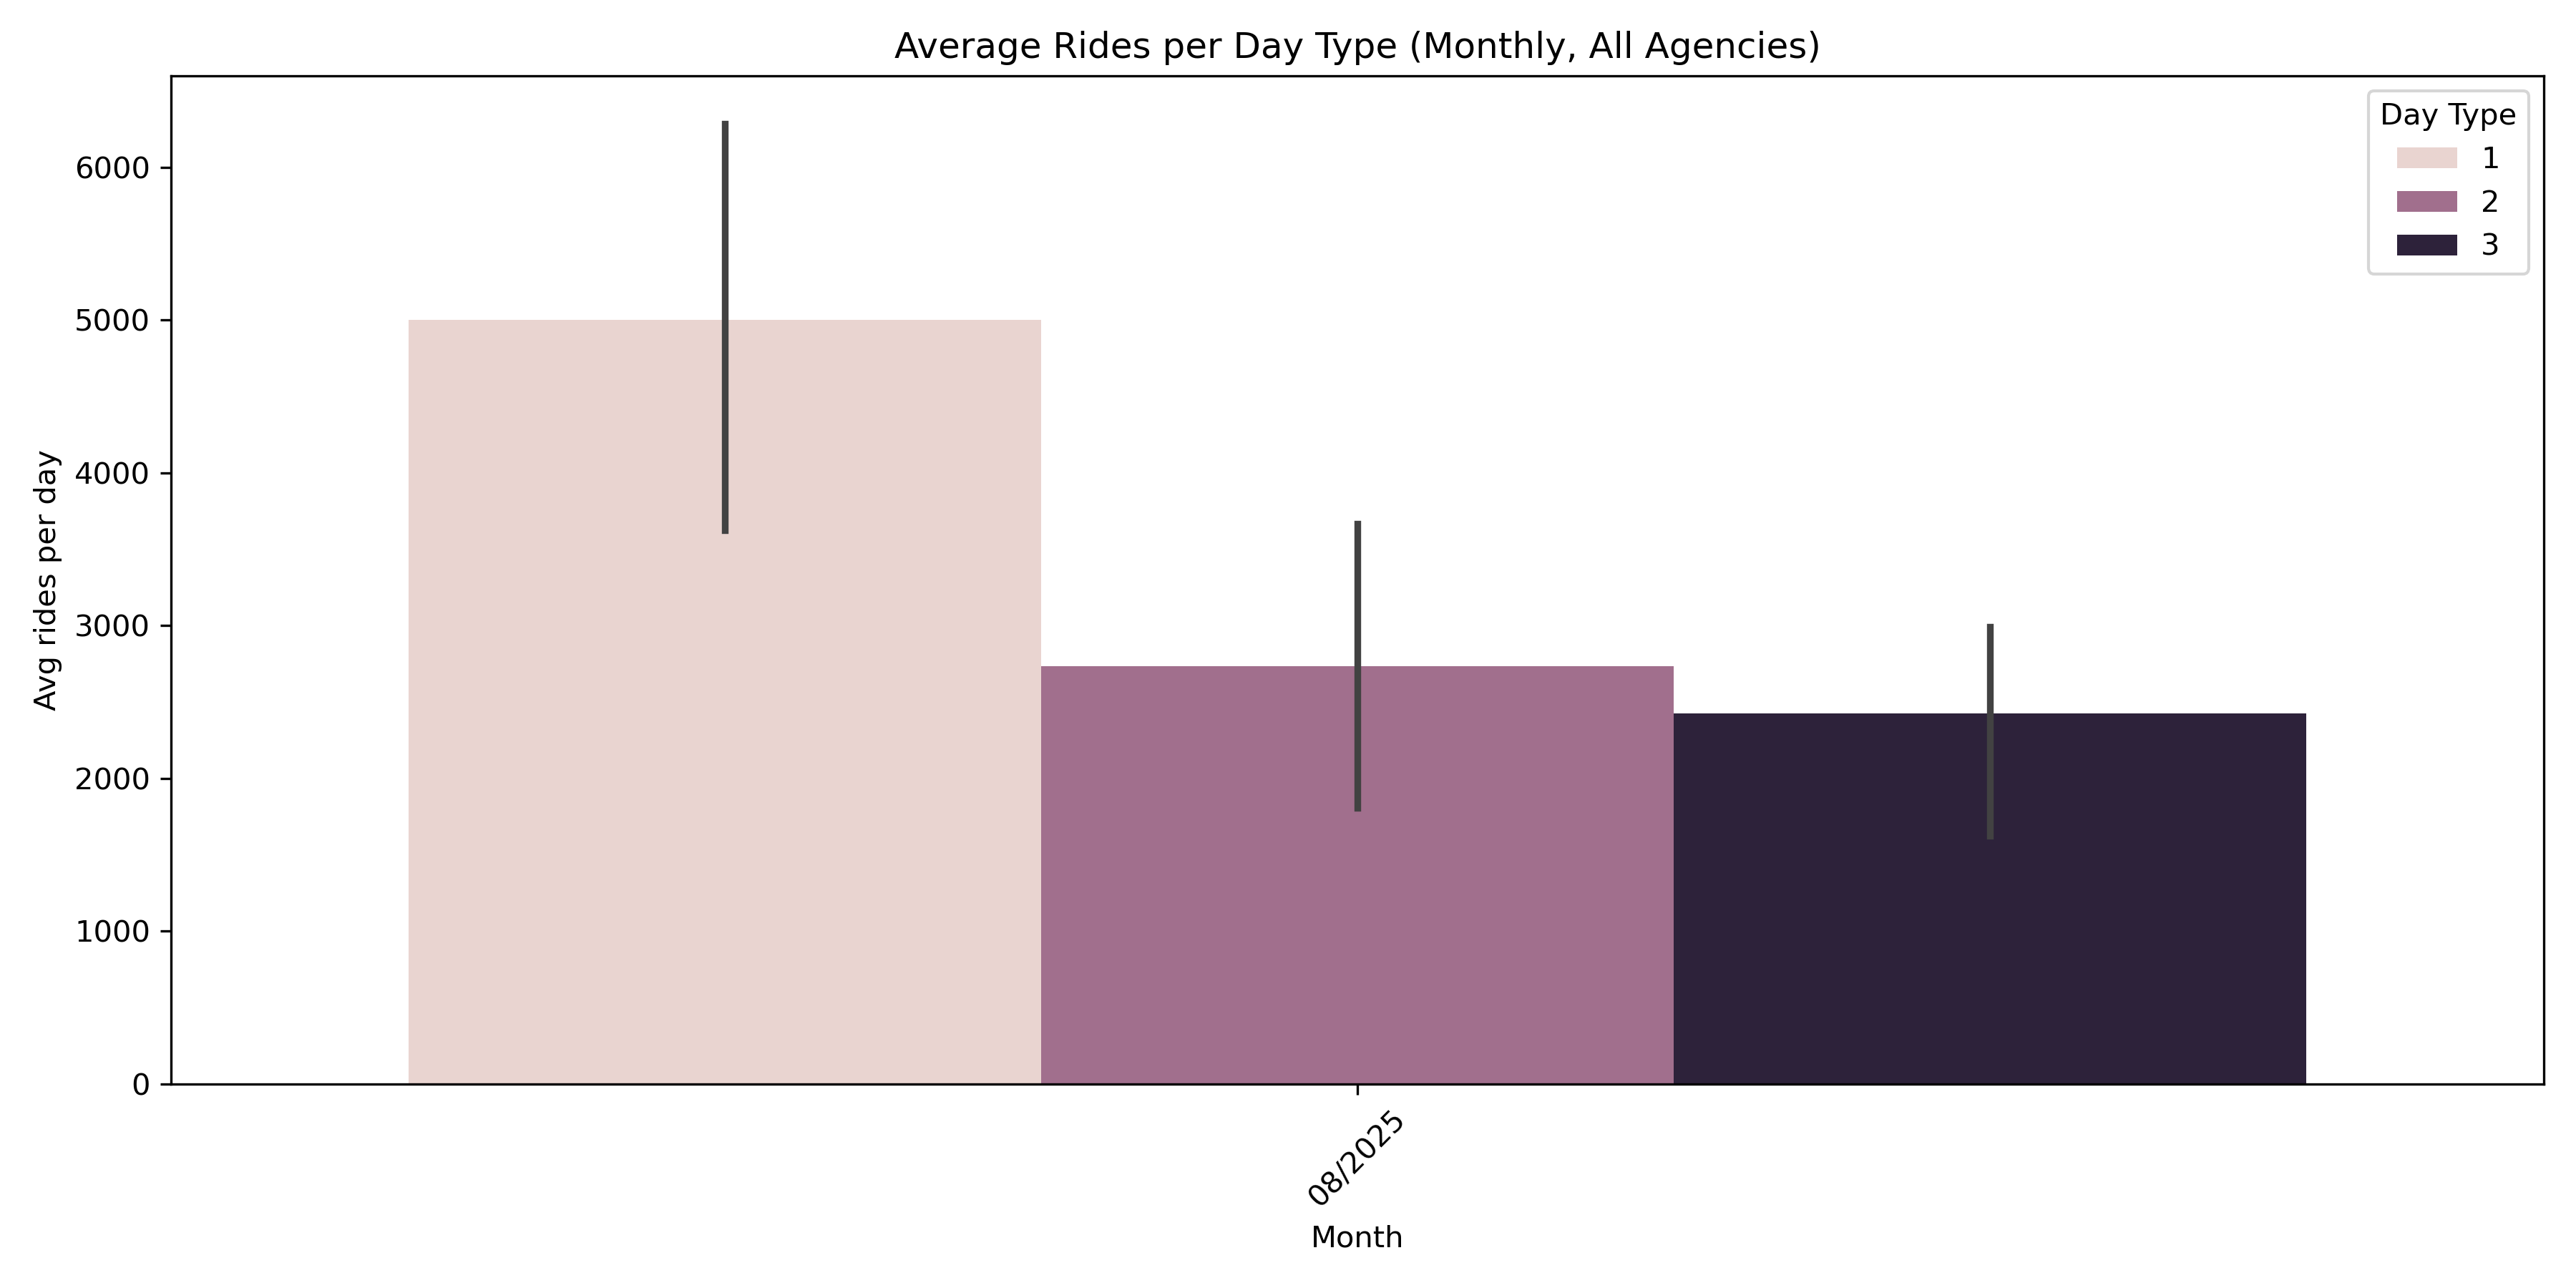 Average Rides per Day Type (Monthly, All Agencies)
Day Type
1
2
3
Avg rides per day
6000
5000
4000
3000
2000
1000
0
08/2025
Month